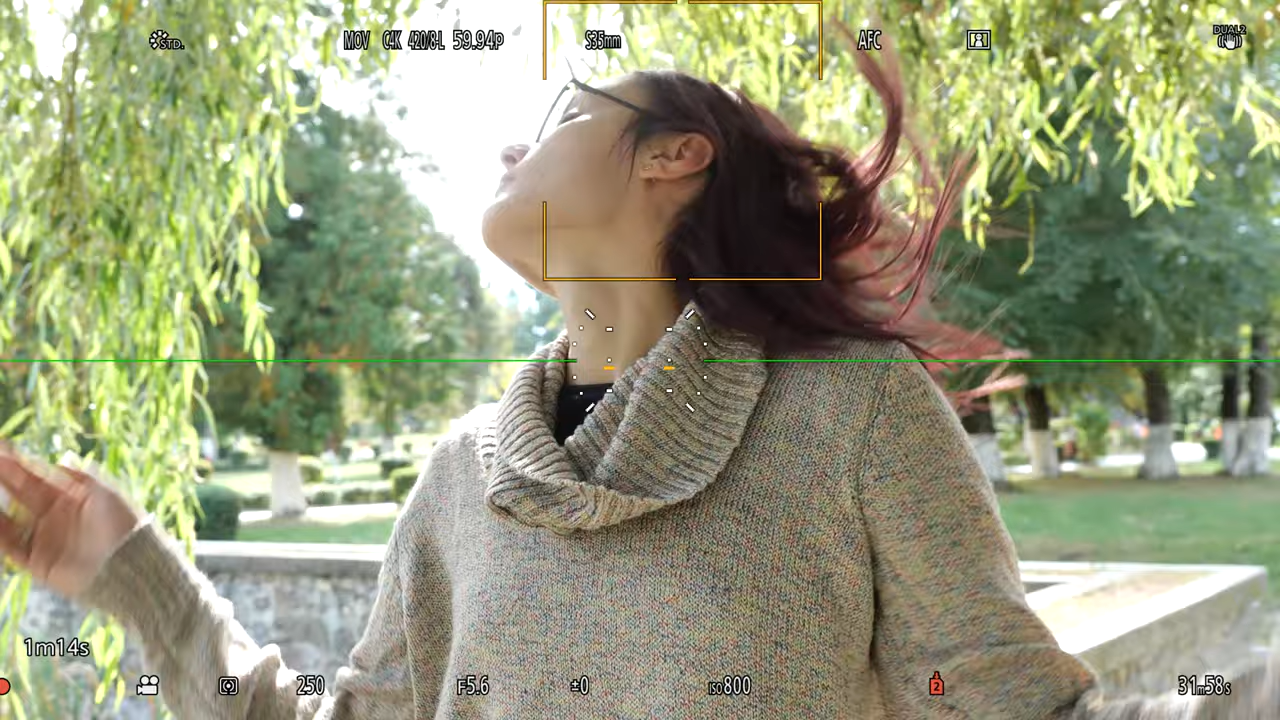 STD.
MOV C4K 420/8-L 59.94p
S35mm
AFC
DUAL2
1m14s
250
F5.6
±0
ISO800
2
31m58s